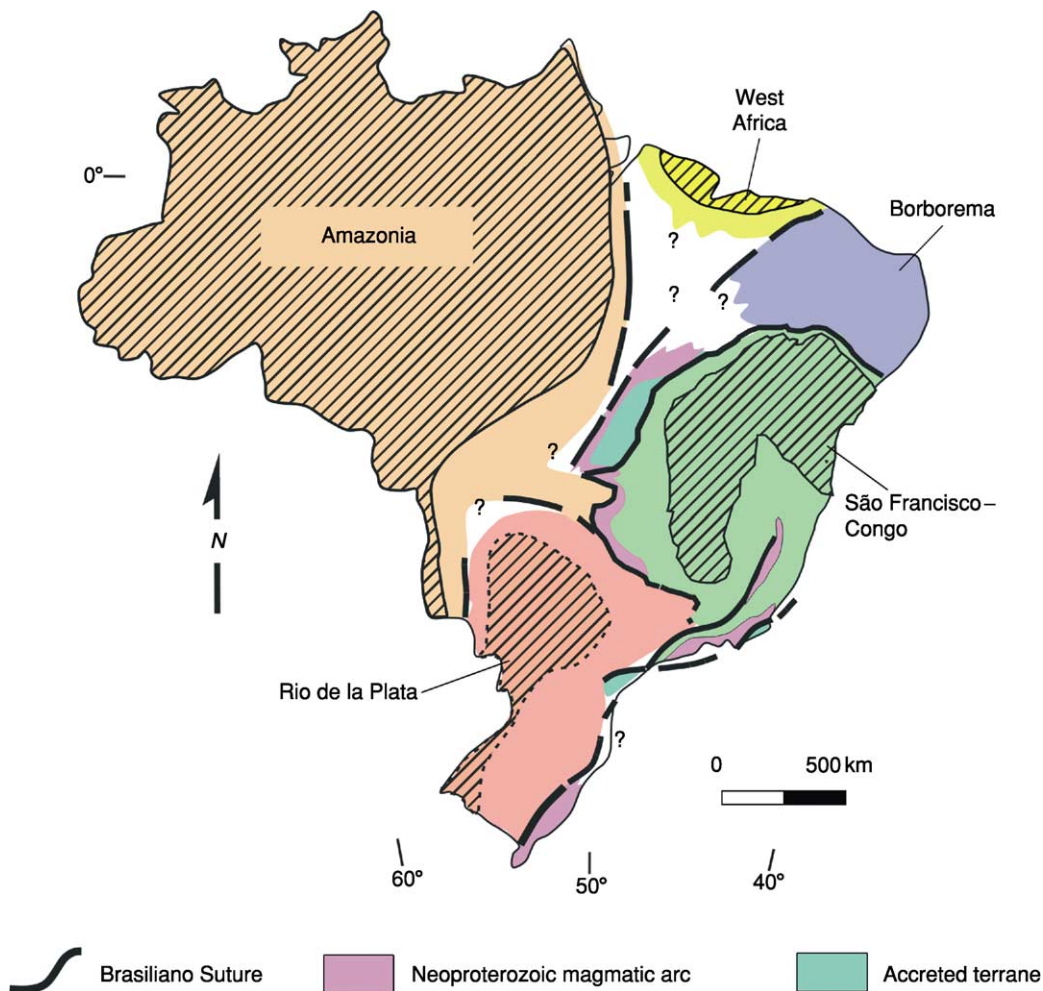 West
Africa
0°
Borborema
Amazonia
?
?
?
?
São Francisco–
Congo
?
N
Rio de la Plata
?
0 500 km
60°
50°
40°
Brasiliano Suture
Neoproterozoic magmatic arc
Accreted terrane